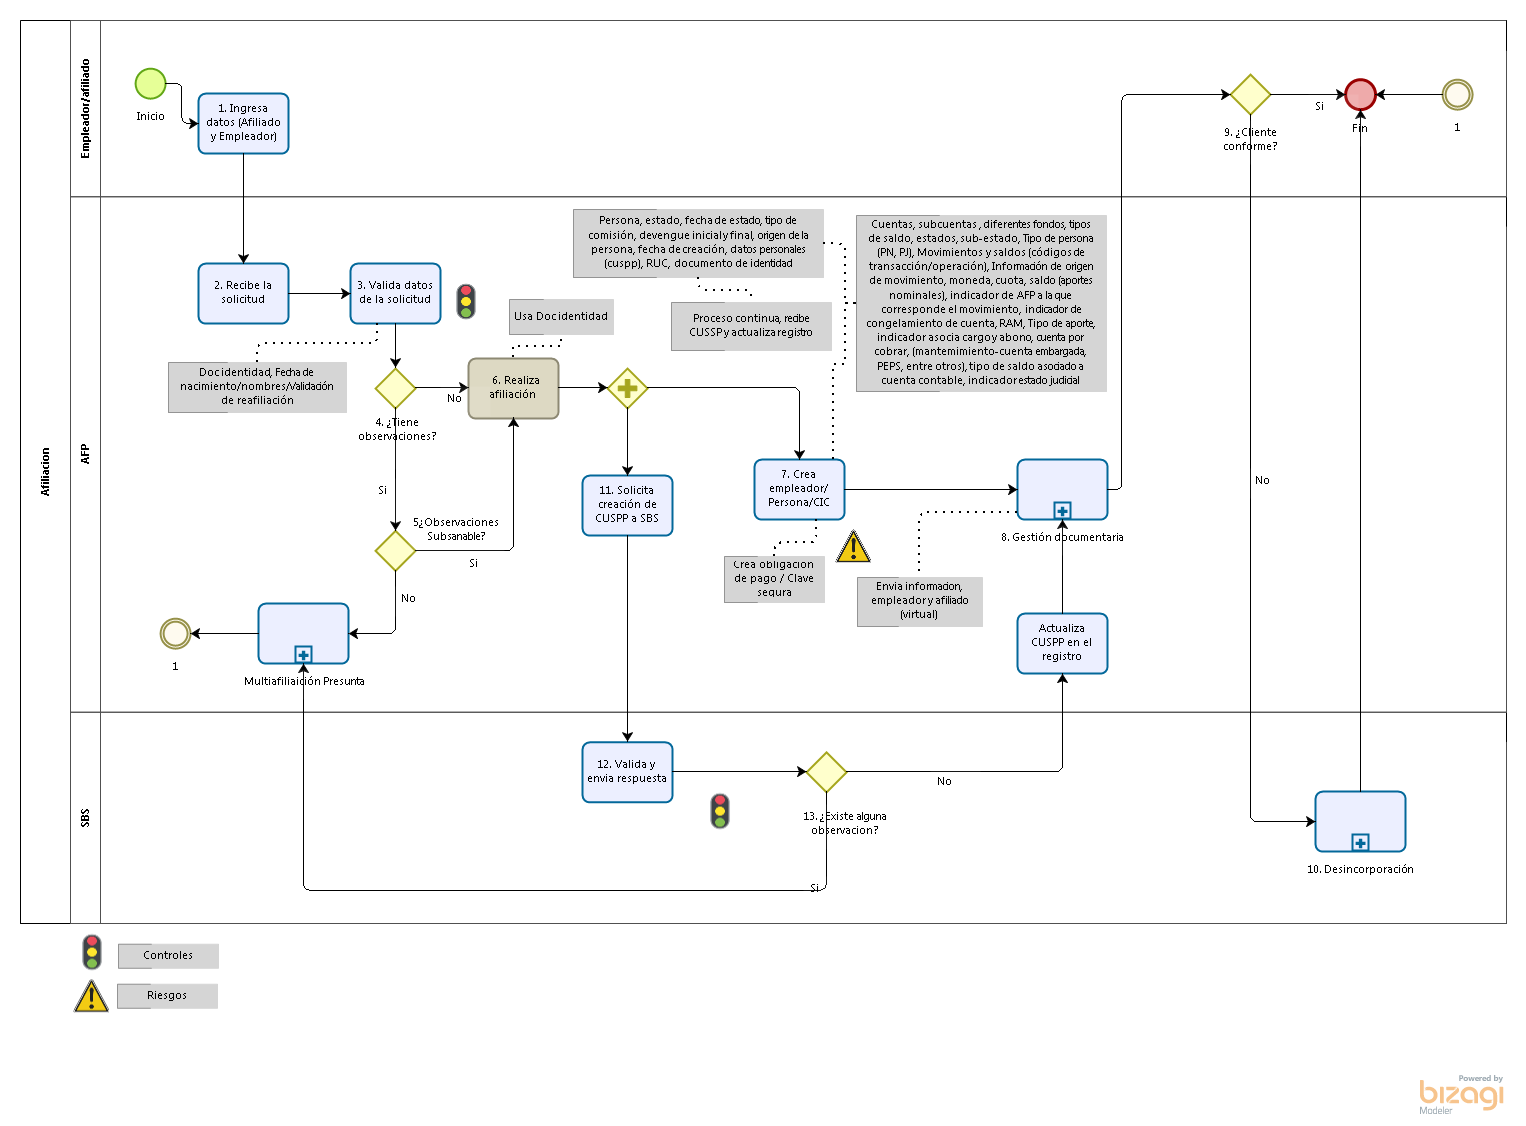 Afiliacion
Empleador/afiliado
Inicio
1. Ingresa
datos (Afiliado
y Empleador)
9. ¿Cliente
conforme?
Si
Fin
1
AFP
2. Recibe la
solicitud
3. Valida datos
de la solicitud
Doc identidad, Fecha de
nacimiento/nombres/Validación
de reafiliación
4. ¿Tiene
observaciones?
No
Si
Usa Doc identidad
6. Realiza
afiliación
Persona, estado, fecha de estado, tipo de
comisión, devengue inicial y final, origen de la
persona, fecha de creación, datos personales
(cuspp), RUC, documento de identidad
Proceso continua, recibe
CUSSP y actualiza registro
Cuentas, subcuentas , diferentes fondos, tipos
de saldo, estados, sub-estado, Tipo de persona
(PN, PJ), Movimientos y saldos (códigos de
transacción/operación), Información de origen
de movimiento, moneda, cuota, saldo (aportes
nominales), indicador de AFP a la que
corresponde el movimiento, indicador de
congelamiento de cuenta, RAM, Tipo de aporte,
indicador asocia cargo y abono, cuenta por
cobrar, (mantemimiento-cuenta embargada,
PEPS, entre otros), tipo de saldo asociado a
cuenta contable, indicador estado judicial
5¿Observaciones
Subsanable?
Si
No
11. Solicita
creación de
CUSPP a SBS
7. Crea
empleador/
Persona/CIC
Crea obligacion
de pago / Clave
segura
8. Gestión documentaria
Envia informacion,
empleador y afiliado
(virtual)
Actualiza
CUSPP en el
registro
No
1
Multiafiliaición Presunta
SBS
12. Valida y
envia respuesta
13. ¿Existe alguna
observacion?
No
Si
10. Desincorporación
Controles
Riesgos
Powered by
bizagi
Modeler